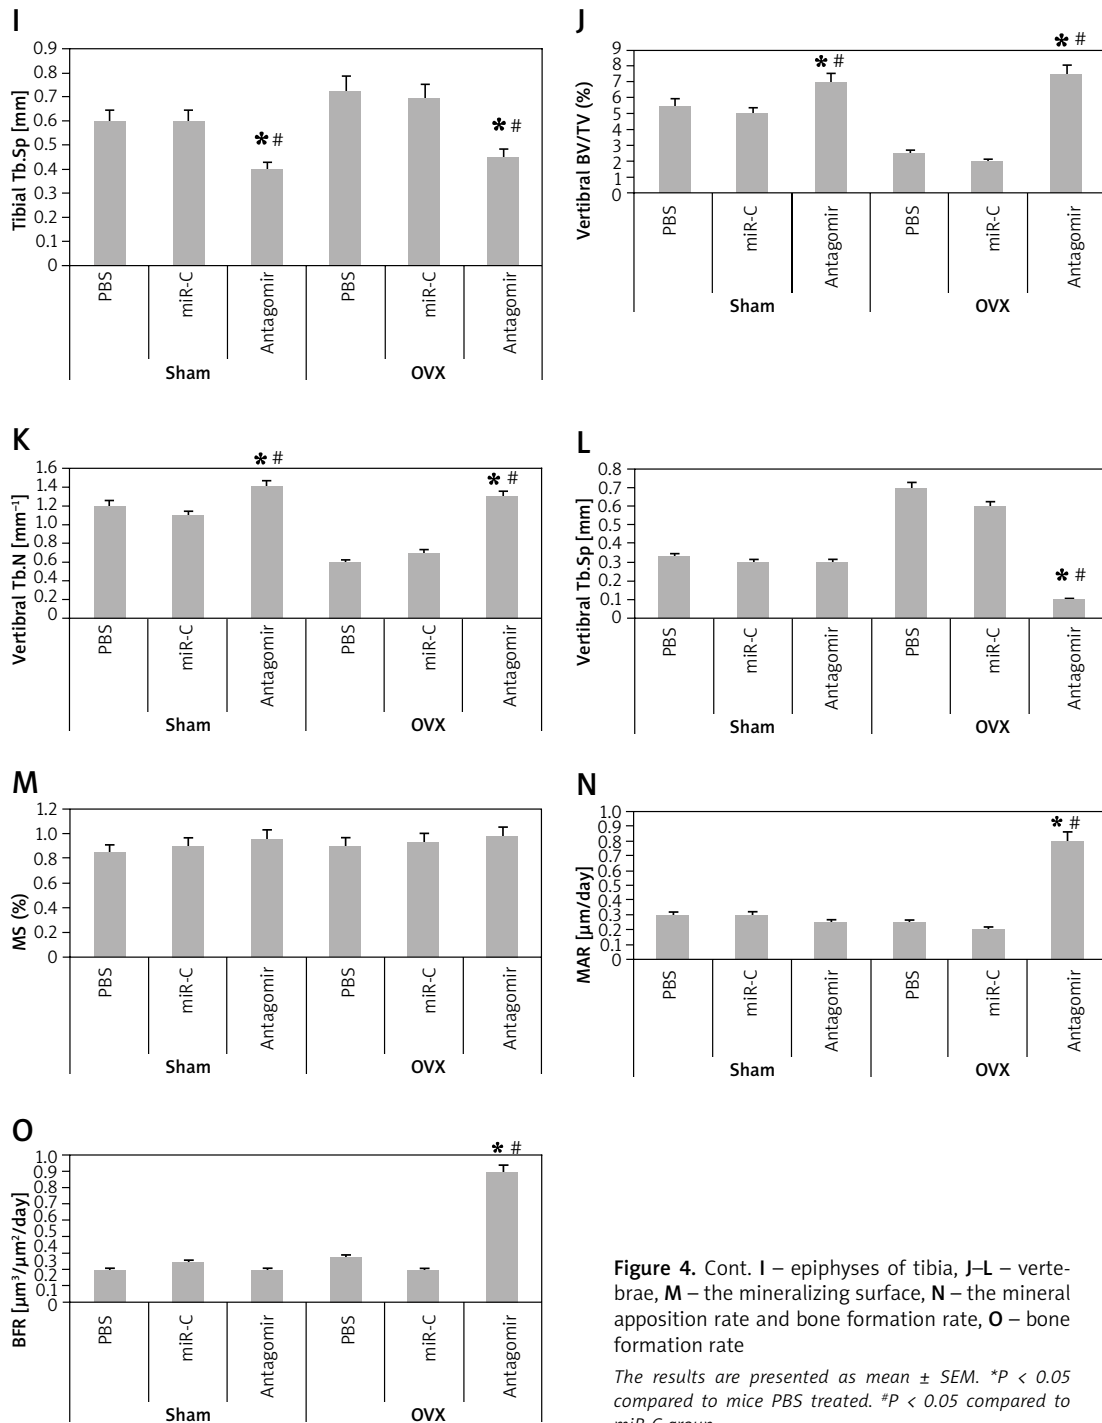 I
Tibial Tb.Sp [mm]
0.9
0.8
0.7
0.6
0.5
0.4
0.3
0.2
0.1
0
* #
* #
PBS
miR-C
Antagomir
PBS
miR-C
Antagomir
Sham
OVX
J
Vertibral BV/TV (%)
9
8
7
6
5
4
3
2
1
0
* #
* #
PBS
miR-C
Antagomir
PBS
miR-C
Antagomir
Sham
OVX
K
Vertibral Tb.N [mm⁻¹]
1.6
1.4
1.2
1.0
0.8
0.6
0.4
0.2
0
* #
* #
PBS
miR-C
Antagomir
PBS
miR-C
Antagomir
Sham
OVX
L
Vertibral Tb.Sp [mm]
0.8
0.7
0.6
0.5
0.4
0.3
0.2
0.1
0
* #
PBS
miR-C
Antagomir
PBS
miR-C
Antagomir
Sham
OVX
M
MS (%)
1.2
1.0
0.8
0.6
0.4
0.2
0
PBS
miR-C
Antagomir
PBS
miR-C
Antagomir
Sham
OVX
N
MAR [µm/day]
1.0
0.9
0.8
0.7
0.6
0.5
0.4
0.3
0.2
0.1
0
* #
PBS
miR-C
Antagomir
PBS
miR-C
Antagomir
Sham
OVX
O
BFR [µm³/µm²/day]
1.0
0.9
0.8
0.7
0.6
0.5
0.4
0.3
0.2
0.1
0
* #
PBS
miR-C
Antagomir
PBS
miR-C
Antagomir
Sham
OVX
Figure 4. Cont. I – epiphyses of tibia, J–L – verte-
brae, M – the mineralizing surface, N – the mineral
apposition rate and bone formation rate, O – bone
formation rate
The results are presented as mean ± SEM. *P < 0.05
compared to mice PBS treated. #P < 0.05 compared to
miR-C group